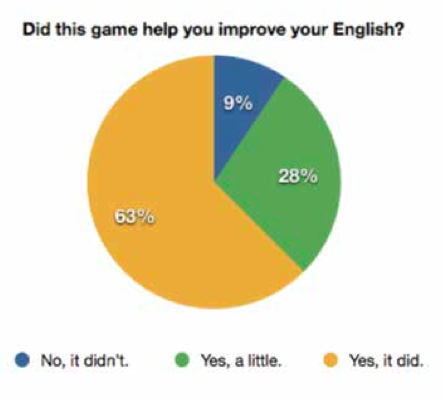 Did this game help you improve your English?
9%
28%
63%
No, it didn't. Yes, a little. Yes, it did.